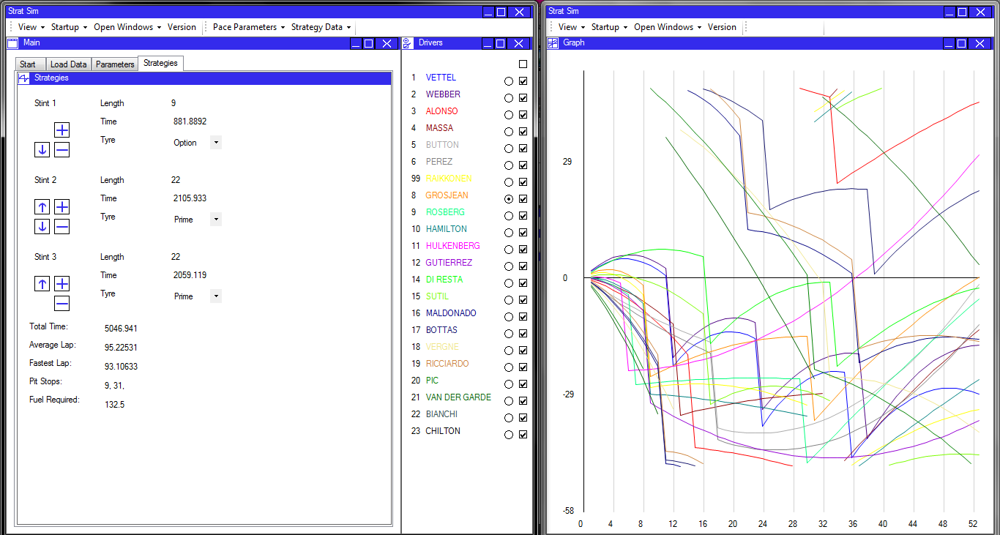 Strat Sim
View Startup Open Windows Version Pace Parameters Strategy Data
Main
Start Load Data Parameters Strategies
Strategies
Stint 1 Length 9
Time 881.8892
Tyre Option
Stint 2 Length 22
Time 2105.933
Tyre Prime
Stint 3 Length 22
Time 2059.119
Tyre Prime
Total Time: 5046.941
Average Lap: 95.22531
Fastest Lap: 93.10633
Pit Stops: 9, 31,
Fuel Required: 132.5
Drivers
1 VETTEL
2 WEBBER
3 ALONSO
4 MASSA
5 BUTTON
6 PEREZ
99 RAIKKONEN
8 GROSJEAN
9 ROSBERG
10 HAMILTON
11 HULKENBERG
12 GUTIERREZ
14 DI RESTA
15 SUTIL
16 MALDONADO
17 BOTTAS
18 VERGNE
19 RICCIARDO
20 PIC
21 VAN DER GARDE
22 BIANCHI
23 CHILTON
Strat Sim
View Startup Open Windows Version
Graph
29
0
-29
-58
0 4 8 12 16 20 24 28 32 36 40 44 48 52